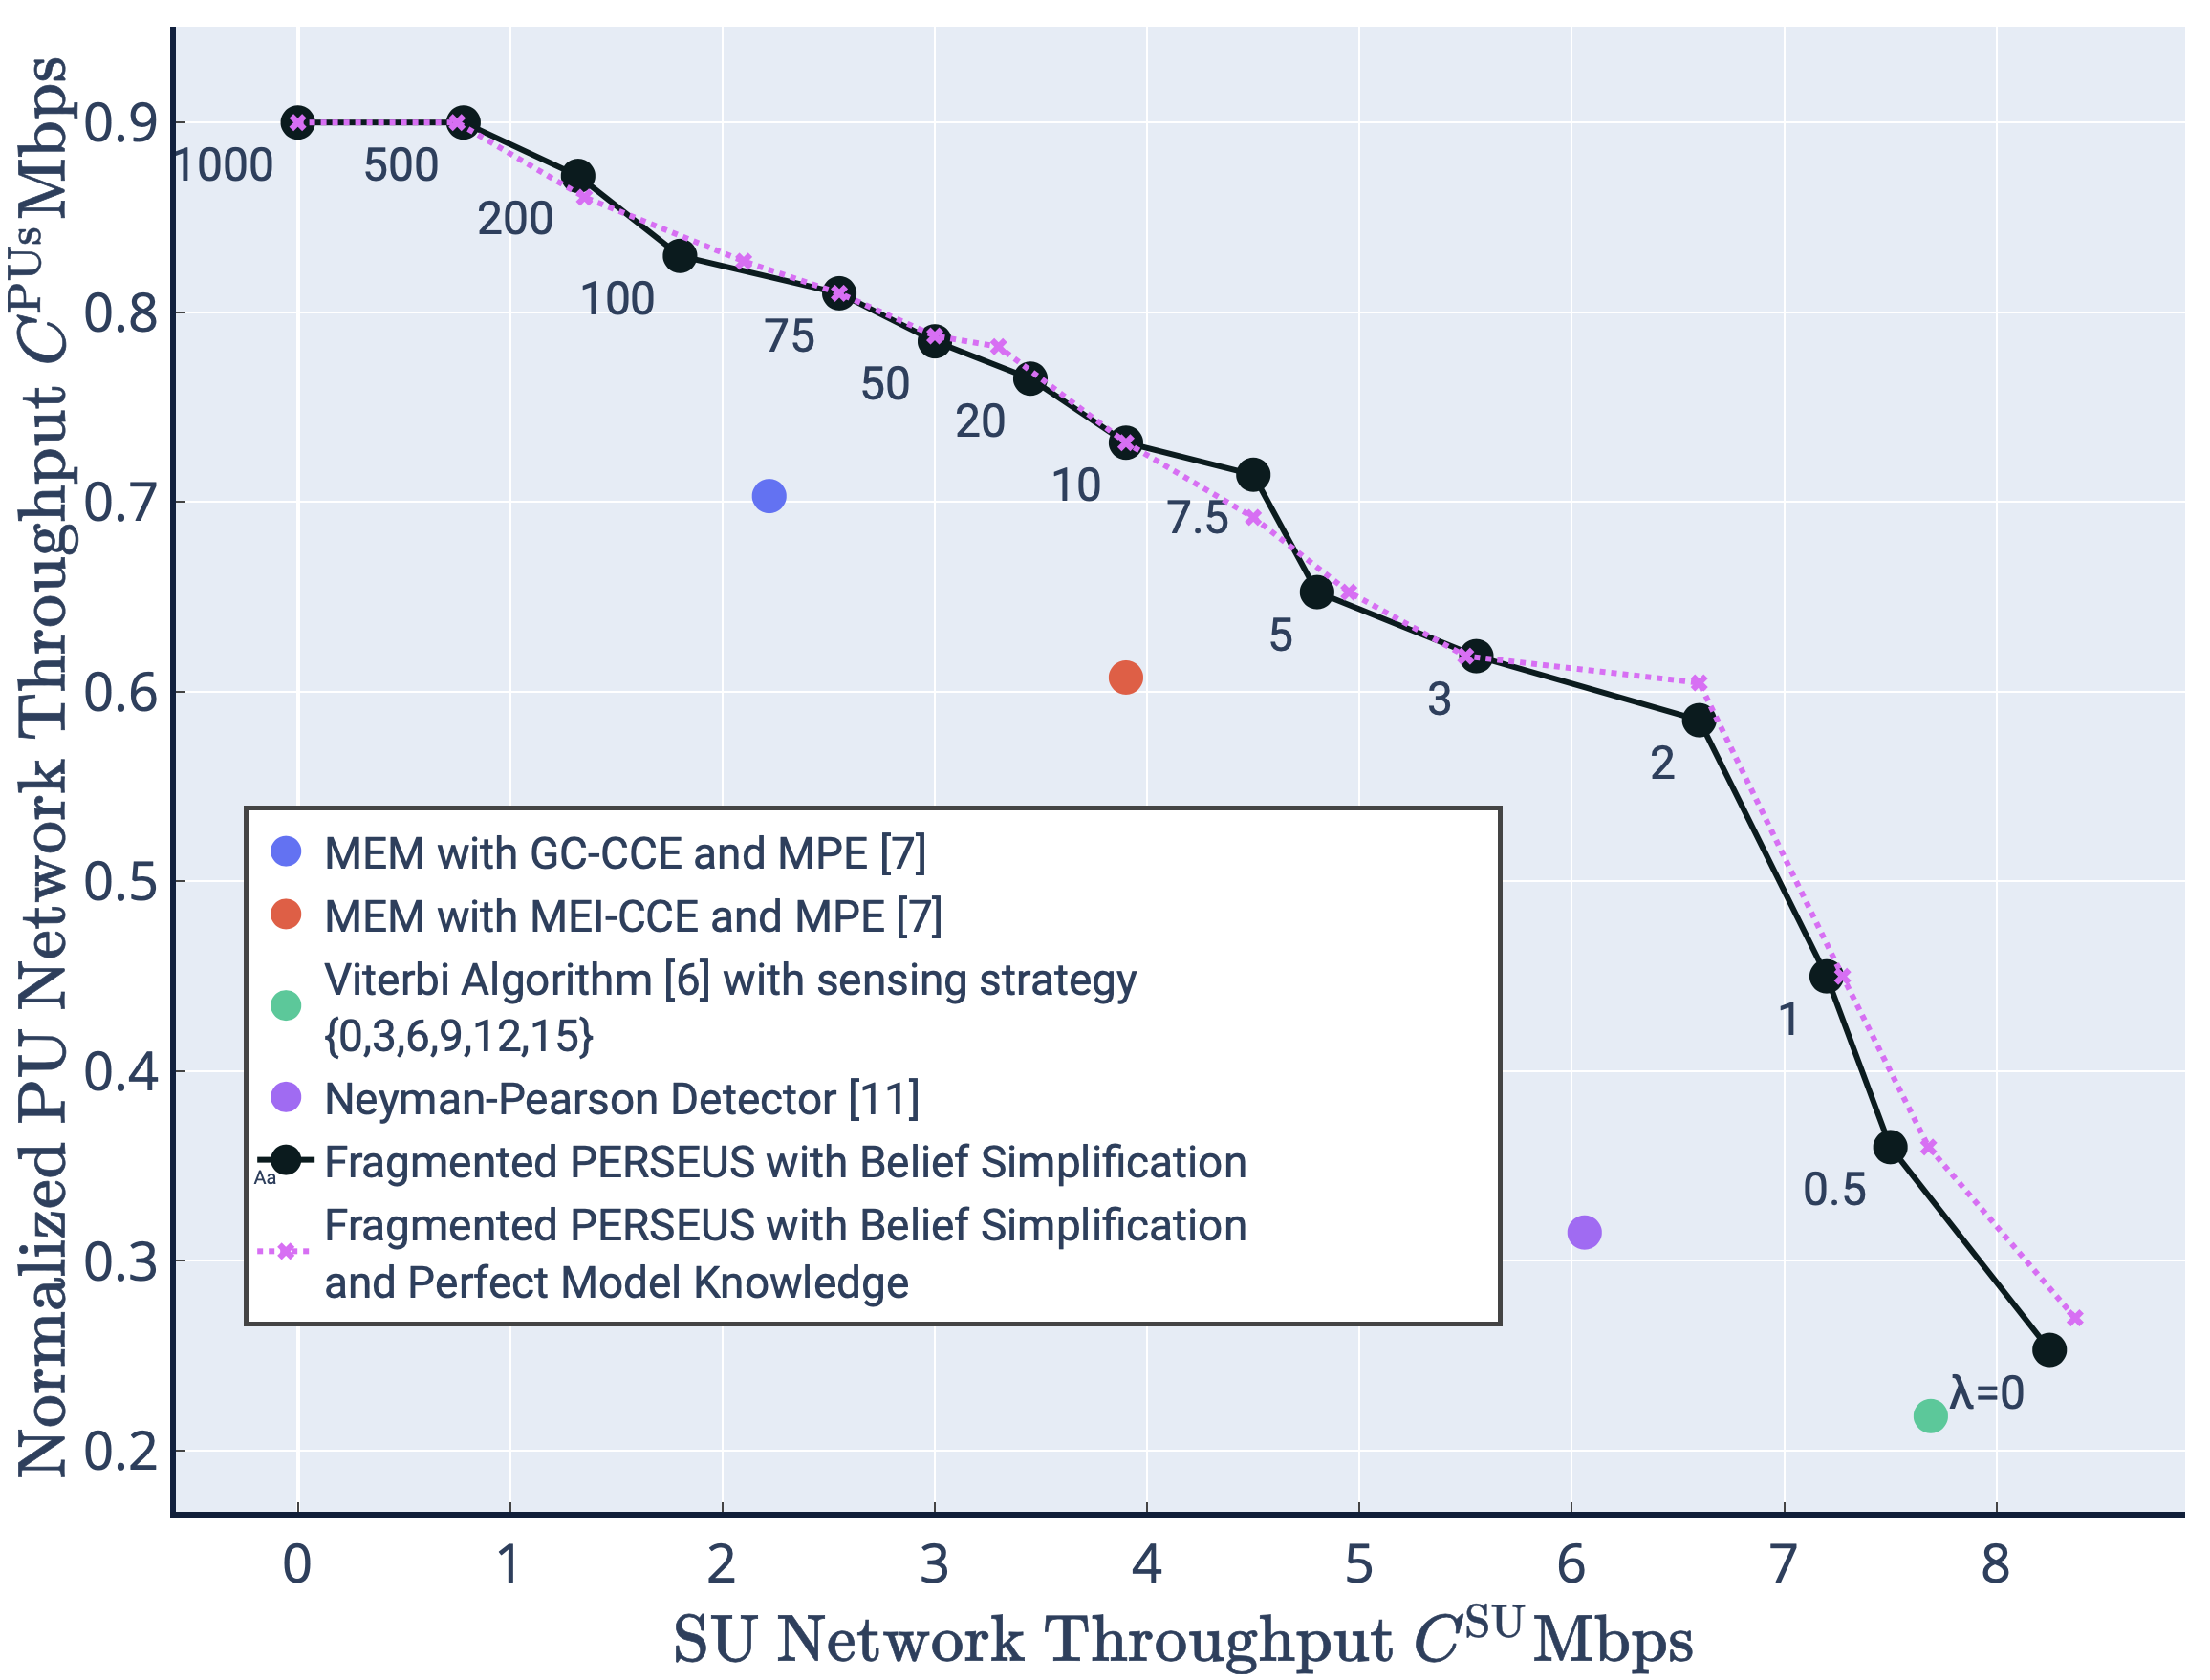 Normalized PU Network Throughput C^PUs Mbps
0.9
0.8
0.7
0.6
0.5
0.4
0.3
0.2
1000
500
200
100
75
50
20
10
7.5
5
3
2
1
0.5
λ=0
MEM with GC-CCE and MPE [7]
MEM with MEI-CCE and MPE [7]
Viterbi Algorithm [6] with sensing strategy
{0,3,6,9,12,15}
Neyman-Pearson Detector [11]
Aa
Fragmented PERSEUS with Belief Simplification
Fragmented PERSEUS with Belief Simplification
and Perfect Model Knowledge
0 1 2 3 4 5 6 7 8
SU Network Throughput C^SU Mbps